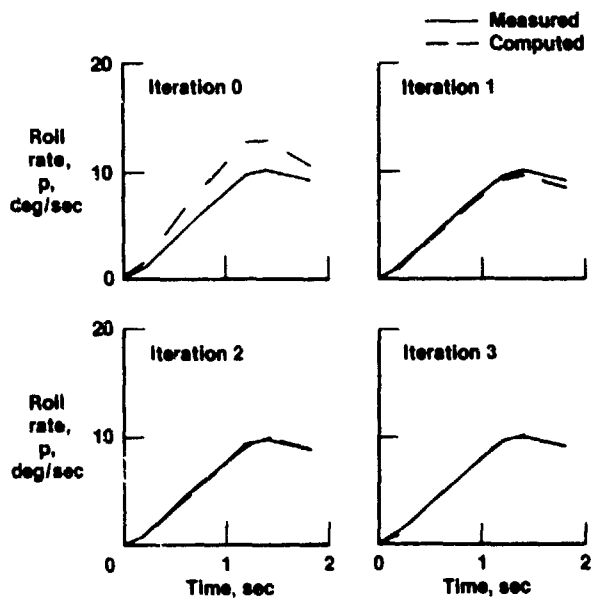 Measured
Computed
20
Iteration 0
Iteration 1
Roll
rate,
p,
deg/sec
10
0
20
Iteration 2
Iteration 3
Roll
rate,
p,
deg/sec
10
0
1
2
0
1
2
Time, sec
Time, sec